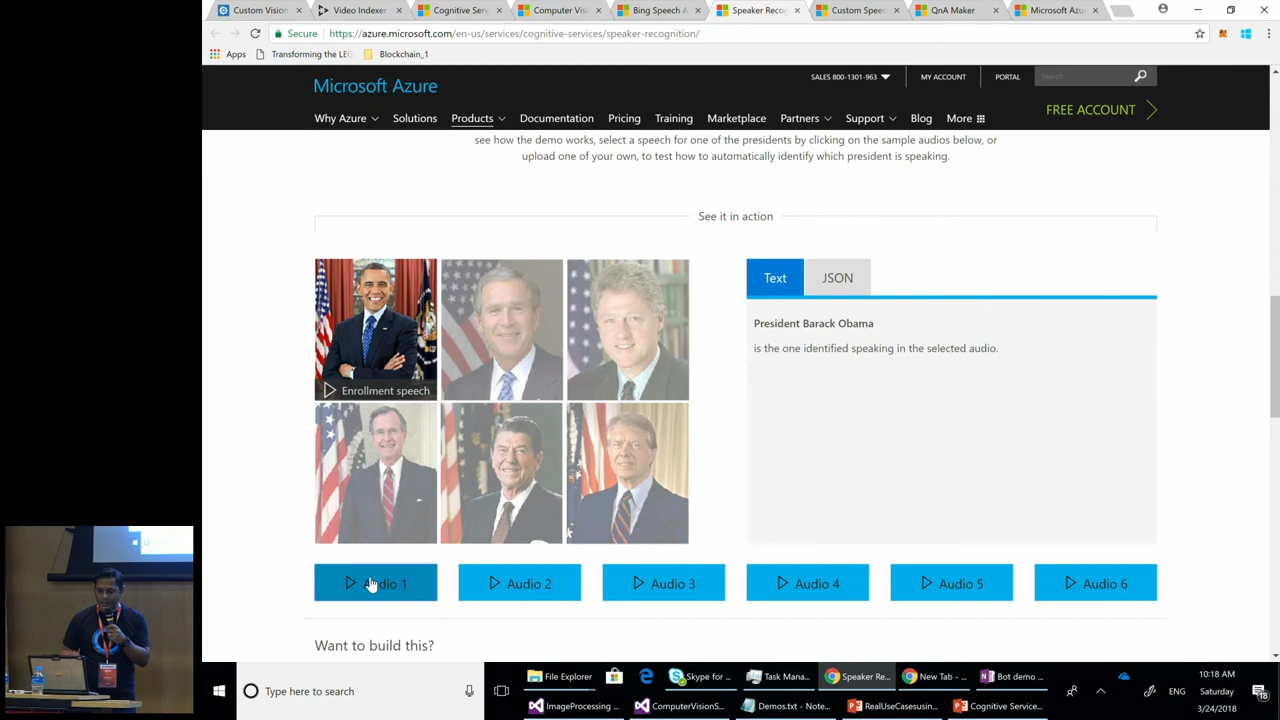 Custom Vision
Video Indexer
Cognitive Serv
Computer Vis
Bing Speech A
Speaker Recog
Custom Speec
QnA Maker
Microsoft Azu
Secure
https://azure.microsoft.com/en-us/services/cognitive-services/speaker-recognition/
Apps
Transforming the LEG
Blockchain_1
SALES 800-1301-963
MY ACCOUNT
PORTAL
Search
Microsoft Azure
FREE ACCOUNT
Why Azure
Solutions
Products
Documentation
Pricing
Training
Marketplace
Partners
Support
Blog
More
see how the demo works, select a speech for one of the presidents by clicking on the sample audios below, or
upload one of your own, to test how to automatically identify which president is speaking.
See it in action
Enrollment speech
Text
JSON
President Barack Obama
is the one identified speaking in the selected audio.
Audio 1
Audio 2
Audio 3
Audio 4
Audio 5
Audio 6
Want to build this?
Type here to search
File Explorer
Skype for ...
Task Mana...
Speaker Re...
New Tab - ...
Bot demo ...
ImageProcessing ...
ComputerVisionS...
Demos.txt - Note...
RealUseCasesusin...
Cognitive Service...
ENG
10:18 AM
Saturday
3/24/2018
18